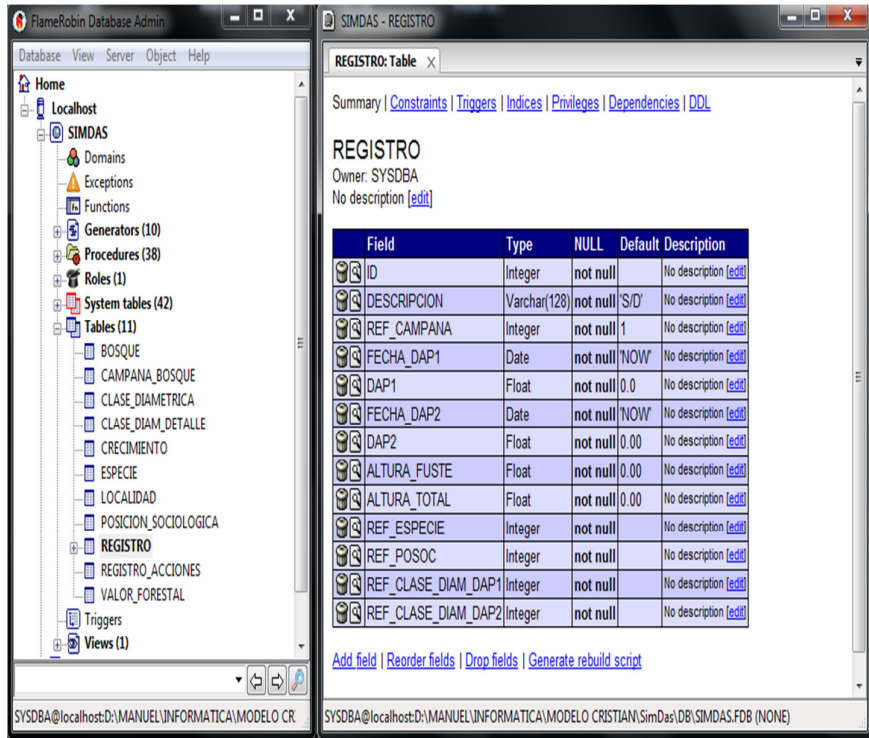 FlameRobin Database Admin
Database View Server Object Help
Home
Localhost
SIMDAS
Domains
Exceptions
Functions
Generators (10)
Procedures (38)
Roles (1)
System tables (42)
Tables (11)
BOSQUE
CAMPANA_BOSQUE
CLASE_DIAMETRICA
CLASE_DIAM_DETALLE
CRECIMIENTO
ESPECIE
LOCALIDAD
POSICION_SOCIOLOGICA
REGISTRO
REGISTRO_ACCIONES
VALOR_FORESTAL
Triggers
Views (1)
SYSDBA@localhost:D:\MANUEL\INFORMATICA\MODELO CR
SIMDAS - REGISTRO
REGISTRO: Table
Summary | Constraints | Triggers | Indices | Privileges | Dependencies | DDL
REGISTRO
Owner: SYSDBA
No description [edit]
Field Type NULL Default Description
ID Integer not null No description [edit]
DESCRIPCION Varchar(128) not null 'S/D' No description [edit]
REF_CAMPANA Integer not null 1 No description [edit]
FECHA_DAP1 Date not null 'NOW' No description [edit]
DAP1 Float not null 0.0 No description [edit]
FECHA_DAP2 Date not null 'NOW' No description [edit]
DAP2 Float not null 0.00 No description [edit]
ALTURA_FUSTE Float not null 0.00 No description [edit]
ALTURA_TOTAL Float not null 0.00 No description [edit]
REF_ESPECIE Integer not null No description [edit]
REF_POSOC Integer not null No description [edit]
REF_CLASE_DIAM_DAP1 Integer not null No description [edit]
REF_CLASE_DIAM_DAP2 Integer not null No description [edit]
Add field | Reorder fields | Drop fields | Generate rebuild script
SYSDBA@localhost:D:\MANUEL\INFORMATICA\MODELO CRISTIAN\SimDas\DB\SIMDAS.FDB (NONE)